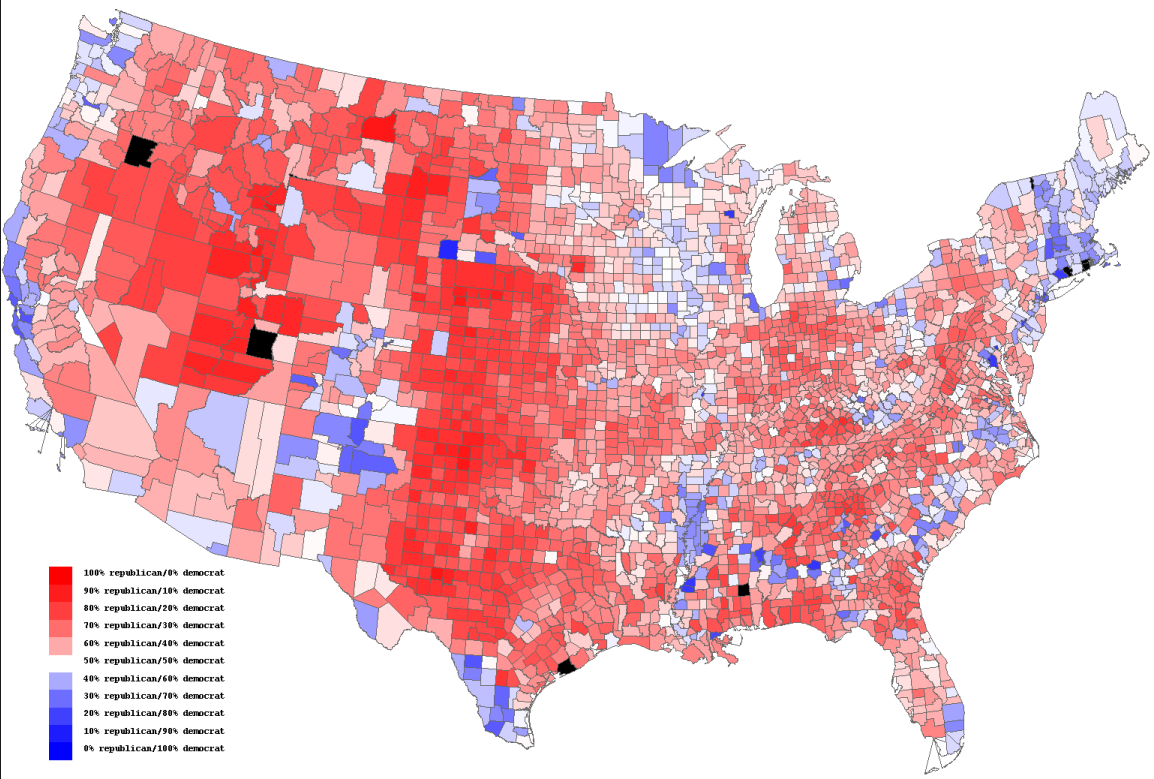 100% republican/0% democrat
90% republican/10% democrat
80% republican/20% democrat
70% republican/30% democrat
60% republican/40% democrat
50% republican/50% democrat
40% republican/60% democrat
30% republican/70% democrat
20% republican/80% democrat
10% republican/90% democrat
0% republican/100% democrat